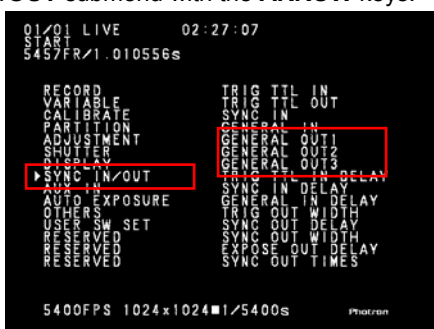 submenu with the ARROW keys.
01/01 LIVE 02:27:07
START
5457FR/1.010556s
RECORD TRIG TTL IN
VARIABLE TRIG TTL OUT
CALIBRATE SYNC IN
PARTITION GENERAL IN
ADJUSTMENT GENERAL OUT1
SHUTTER GENERAL OUT2
DISPLAY GENERAL OUT3
▶SYNC IN/OUT TRIG TTL IN DELAY
AUX IN SYNC IN DELAY
AUTO EXPOSURE GENERAL IN DELAY
OTHERS TRIG OUT WIDTH
USER SW SET SYNC OUT DELAY
RESERVED SYNC OUT WIDTH
RESERVED EXPOSE OUT DELAY
RESERVED SYNC OUT TIMES
5400FPS 1024x1024■1/5400s Photron